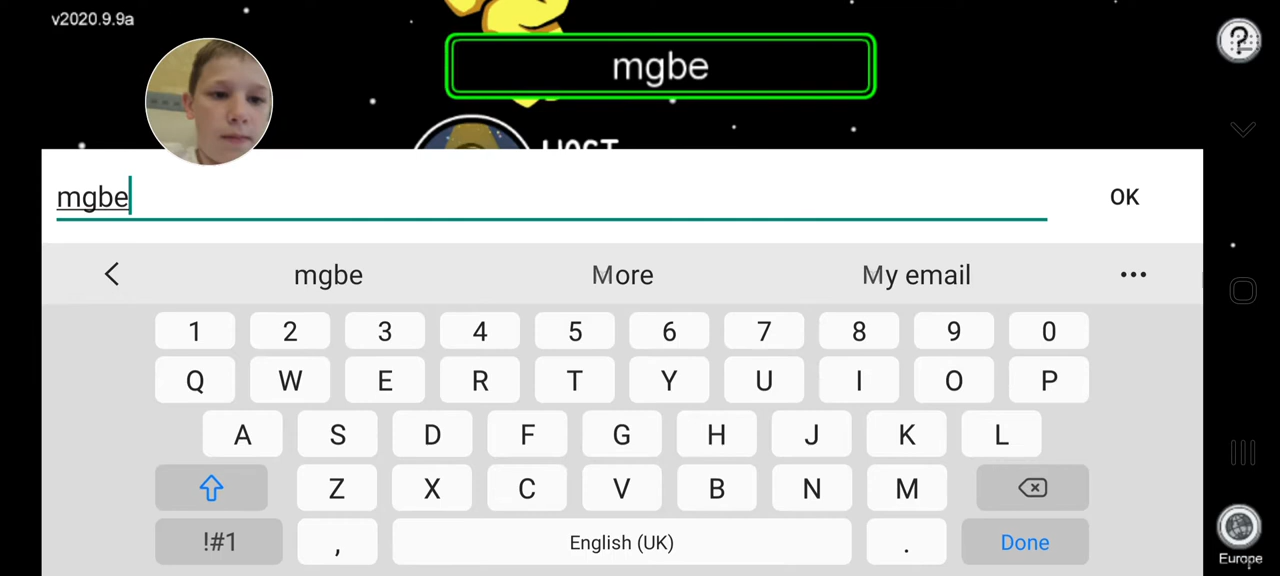 v2020.9.9a
mgbe
HOST
mgbe
OK
mgbe More My email
1 2 3 4 5 6 7 8 9 0
Q W E R T Y U I O P
A S D F G H J K L
Z X C V B N M
!#1 , English (UK) . Done
Europe